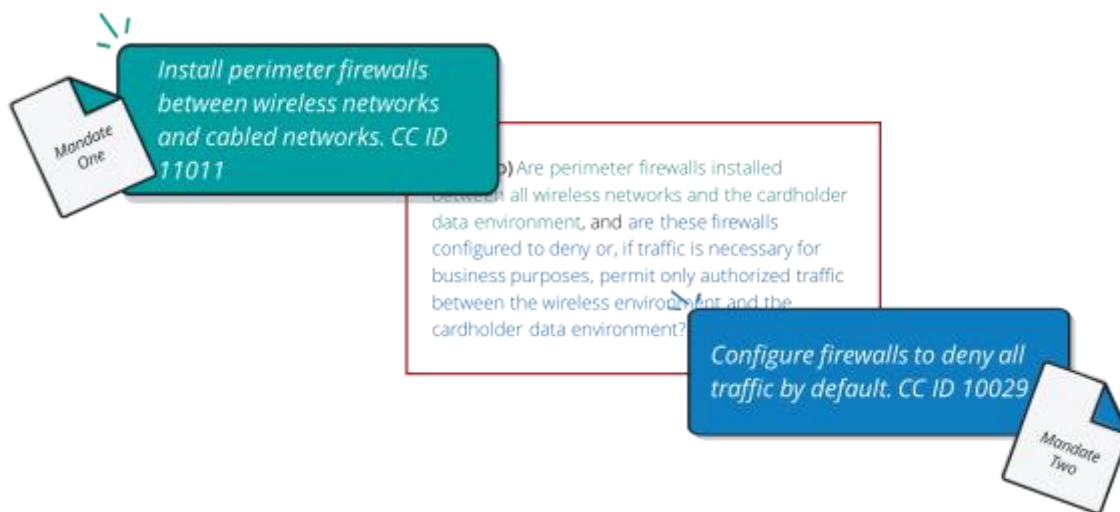 Install perimeter firewalls
between wireless networks
and cabled networks. CC ID
11011
Mandate
One
Are perimeter firewalls installed
between all wireless networks and the cardholder
data environment, and are these firewalls
configured to deny or, if traffic is necessary for
business purposes, permit only authorized traffic
between the wireless environment and the
cardholder data environment?
Configure firewalls to deny all
traffic by default. CC ID 10029
Mandate
Two